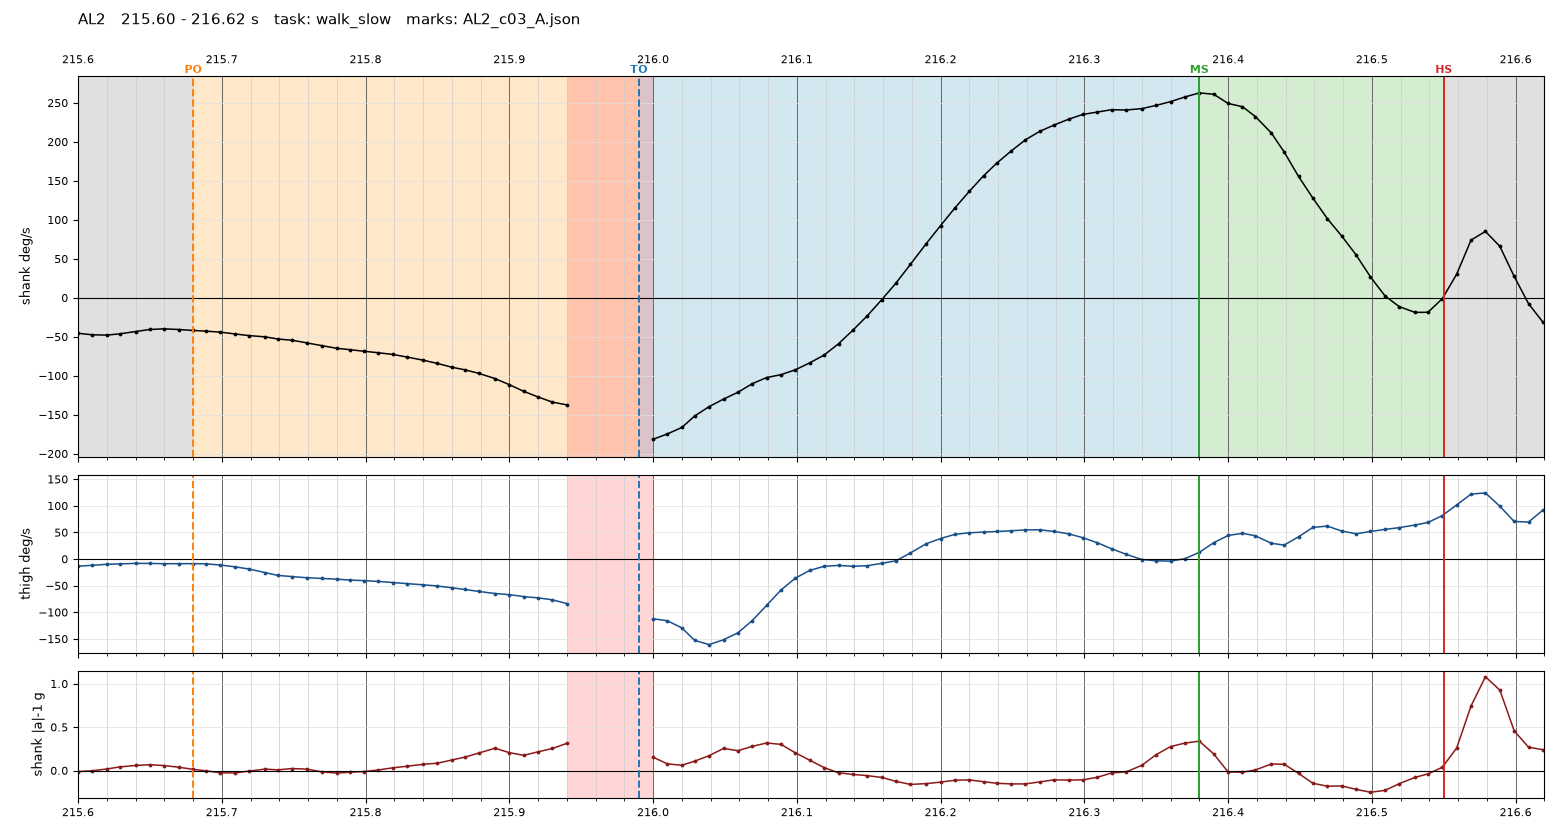 AL2   215.60 - 216.62 s   task: walk_slow   marks: AL2_c03_A.json
215.6 215.7 215.8 215.9 216.0 216.1 216.2 216.3 216.4 216.5 216.6
PO TO MS HS
shank deg/s
250
200
150
100
50
0
−50
−100
−150
−200
thigh deg/s
150
100
50
0
−50
−100
−150
shank |a|-1 g
1.0
0.5
0.0
215.6 215.7 215.8 215.9 216.0 216.1 216.2 216.3 216.4 216.5 216.6